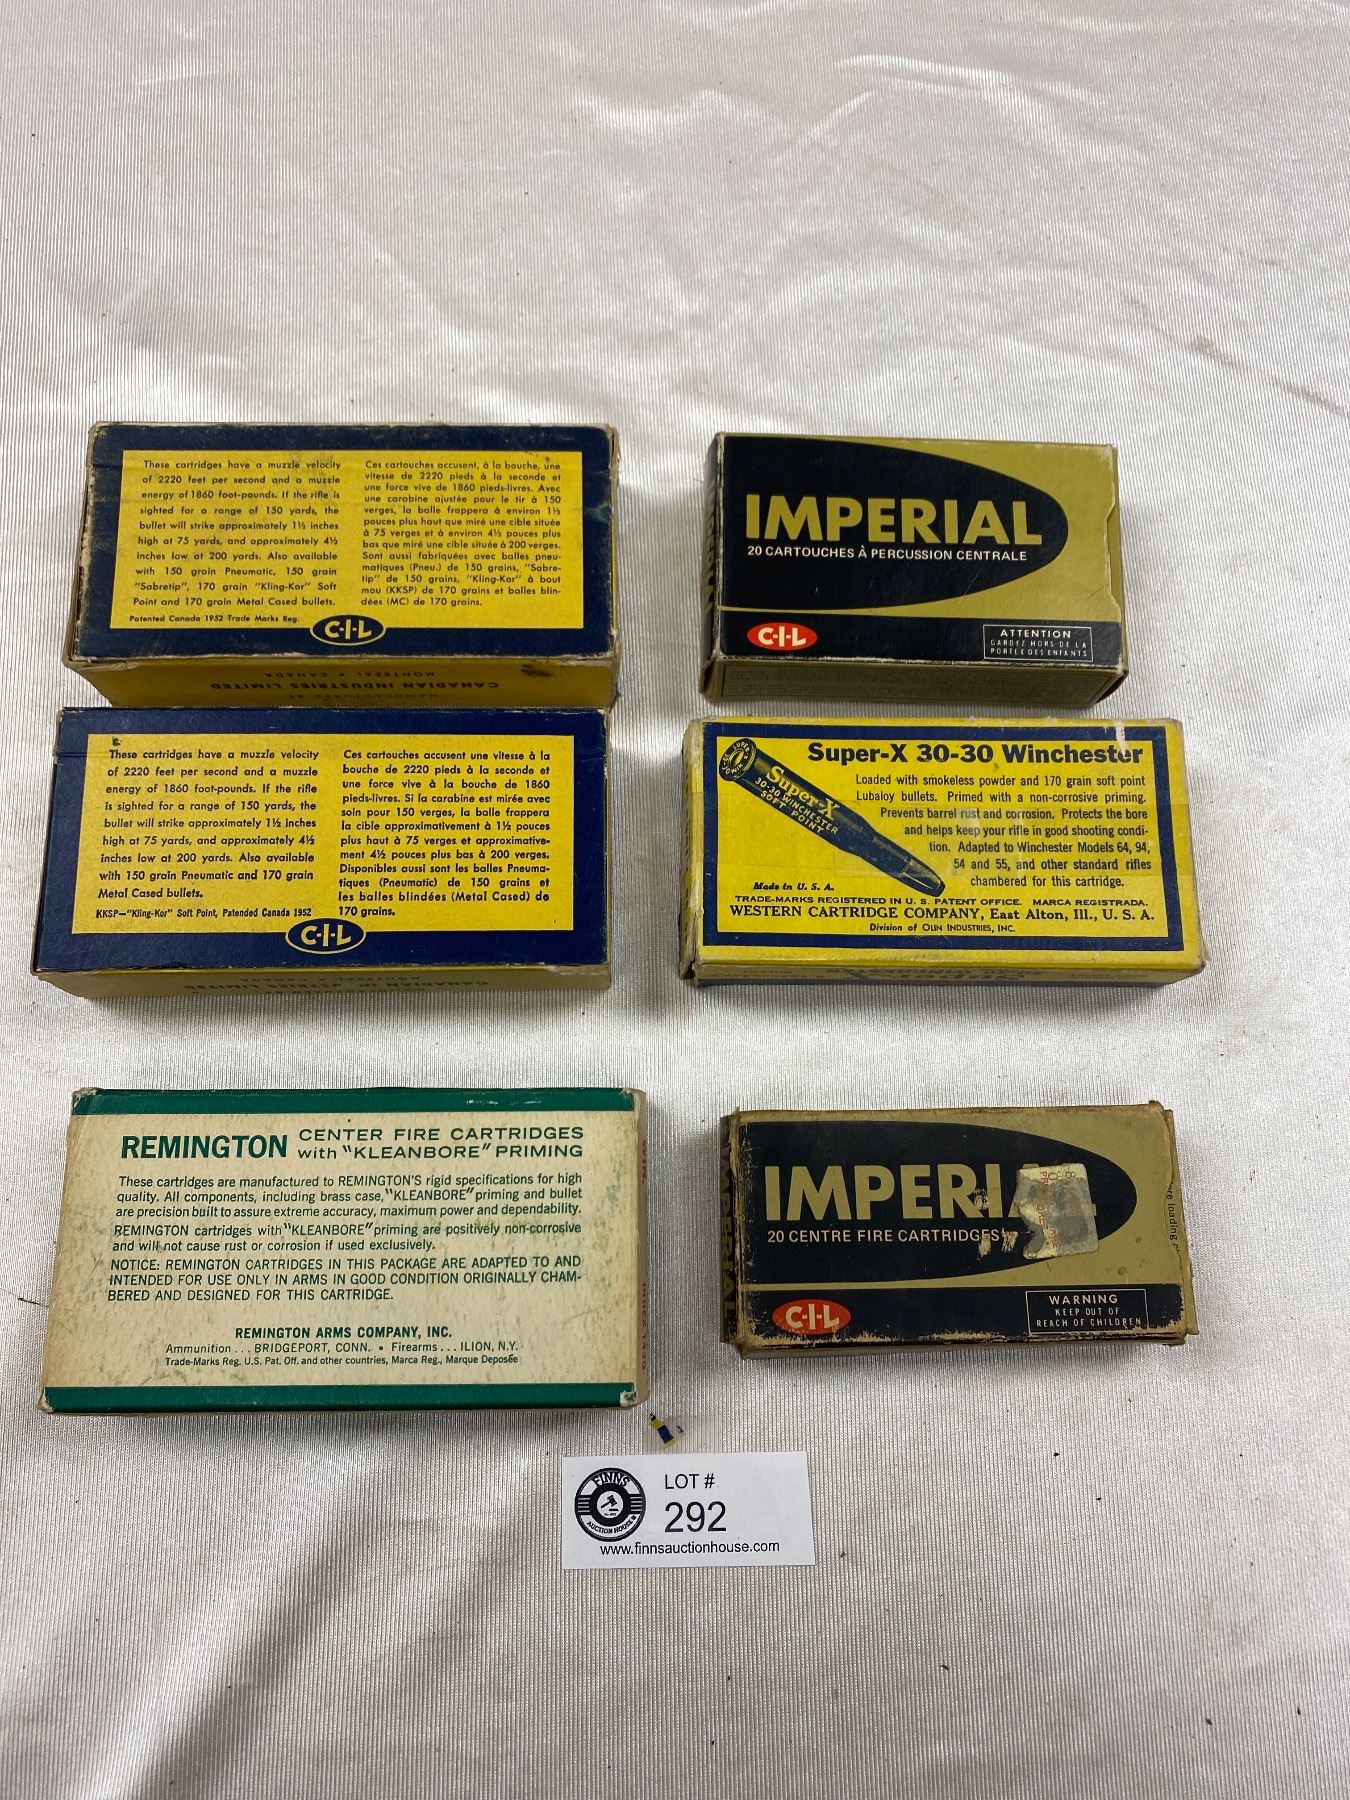 These cartridges have a muzzle velocity
of 2220 feet per second and a muzzle
energy of 1860 foot-pounds. If the rifle is
sighted for a range of 150 yards, the
bullet will strike approximately 1½ inches
high at 75 yards, and approximately 4½
inches low at 200 yards. Also available
with 150 grain Pneumatic, 150 grain
"Sabretip", 170 grain "Kling-Kor" Soft
Point and 170 grain Metal Cased bullets.
Patented Canada 1952 Trade Marks Reg.
Ces cartouches accusent, à la bouche, une
vitesse de 2220 pieds à la seconde et
une force vive de 1860 pieds-livres. Avec
une carabine ajustée pour le tir à 150
verges, la balle frappera à environ 1½
pouces plus haut que miré une cible située
à 75 verges et à environ 4½ pouces plus
bas que miré une cible située à 200 verges.
Sont aussi fabriquées avec balles pneu-
matiques (Pneu.) de 150 grains, "Sabre-
tip" de 150 grains, "Kling-Kor" à bout
mou (KKSP) de 170 grains et balles blin-
dées (MC) de 170 grains.
C-I-L
MANUFACTURED BY
CANADIAN INDUSTRIES LIMITED
MONTREAL • CANADA
IMPERIAL
20 CARTOUCHES À PERCUSSION CENTRALE
C-I-L
ATTENTION
GARDEZ HORS DE LA
PORTÉE DES ENFANTS
These cartridges have a muzzle velocity
of 2220 feet per second and a muzzle
energy of 1860 foot-pounds. If the rifle
is sighted for a range of 150 yards, the
bullet will strike approximately 1½ inches
high at 75 yards, and approximately 4½
inches low at 200 yards. Also available
with 150 grain Pneumatic and 170 grain
Metal Cased bullets.
KKSP—"Kling-Kor" Soft Point, Patented Canada 1952
Ces cartouches accusent une vitesse à la
bouche de 2220 pieds à la seconde et
une force vive à la bouche de 1860
pieds-livres. Si la carabine est mirée avec
soin pour 150 verges, la balle frappera
la cible approximativement à 1½ pouces
plus haut à 75 verges et approximative-
ment 4½ pouces plus bas à 200 verges.
Disponibles aussi sont les balles Pneuma-
tiques (Pneumatic) de 150 grains et
les balles blindées (Metal Cased) de
170 grains.
C-I-L
LIMITED
Super-X 30-30 Winchester
Super-X
30-30 WINCHESTER
SOFT POINT
Loaded with smokeless powder and 170 grain soft point
Lubaloy bullets. Primed with a non-corrosive priming.
Prevents barrel rust and corrosion. Protects the bore
and helps keep your rifle in good shooting condi-
tion. Adapted to Winchester Models 64, 94,
54 and 55, and other standard rifles
chambered for this cartridge.
Made in U. S. A.
TRADE-MARKS REGISTERED IN U. S. PATENT OFFICE. MARCA REGISTRADA.
WESTERN CARTRIDGE COMPANY, East Alton, Ill., U. S. A.
Division of OLIN INDUSTRIES, INC.
REMINGTON CENTER FIRE CARTRIDGES
with "KLEANBORE" PRIMING
These cartridges are manufactured to REMINGTON'S rigid specifications for high
quality. All components, including brass case, "KLEANBORE" priming and bullet
are precision built to assure extreme accuracy, maximum power and dependability.
REMINGTON cartridges with "KLEANBORE" priming are positively non-corrosive
and will not cause rust or corrosion if used exclusively.
NOTICE: REMINGTON CARTRIDGES IN THIS PACKAGE ARE ADAPTED TO AND
INTENDED FOR USE ONLY IN ARMS IN GOOD CONDITION ORIGINALLY CHAM-
BERED AND DESIGNED FOR THIS CARTRIDGE.
REMINGTON ARMS COMPANY, INC.
Ammunition ... BRIDGEPORT, CONN. • Firearms ... ILION, N.Y.
Trade-Marks Reg. U.S. Pat. Off. and other countries, Marca Reg., Marque Deposée
IMPERIAL
20 CENTRE FIRE CARTRIDGES
C-I-L
WARNING
KEEP OUT OF
REACH OF CHILDREN
FINNS
AUCTION HOUSE
LOT #
292
www.finnsauctionhouse.com